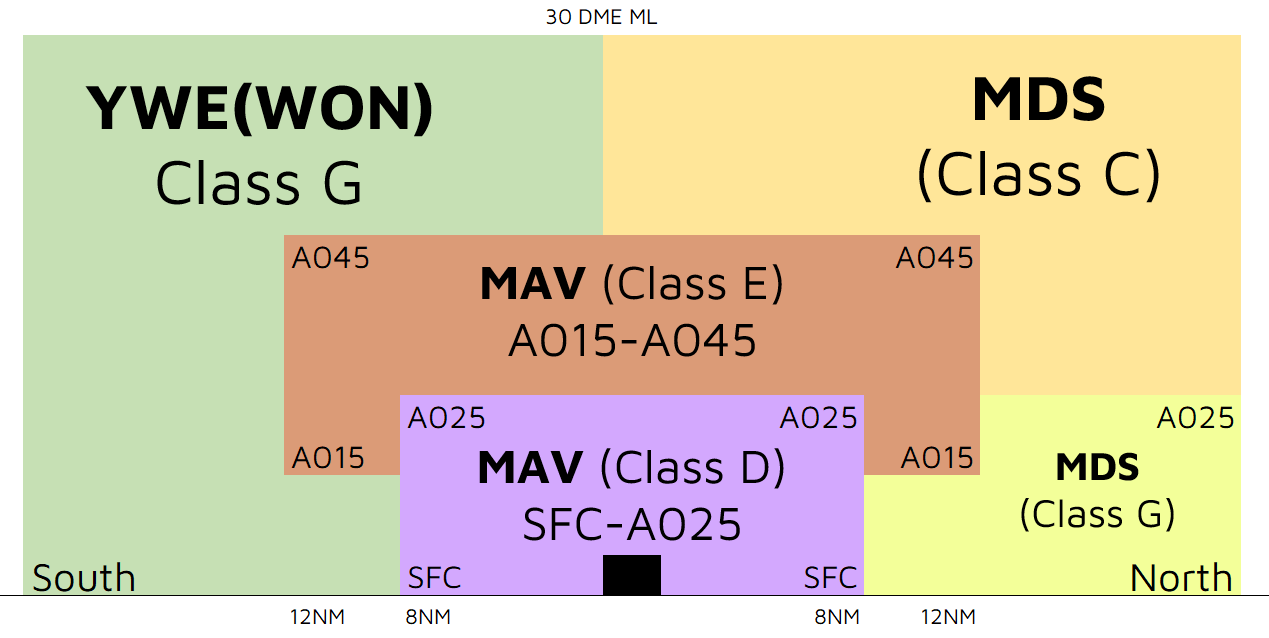 30 DME ML
YWE(WON)
Class G
MDS
(Class C)
A045
A045
MAV (Class E)
A015-A045
A015
A015
A025
A025
MAV (Class D)
SFC-A025
SFC
SFC
A025
MDS
(Class G)
South
North
12NM
8NM
8NM
12NM